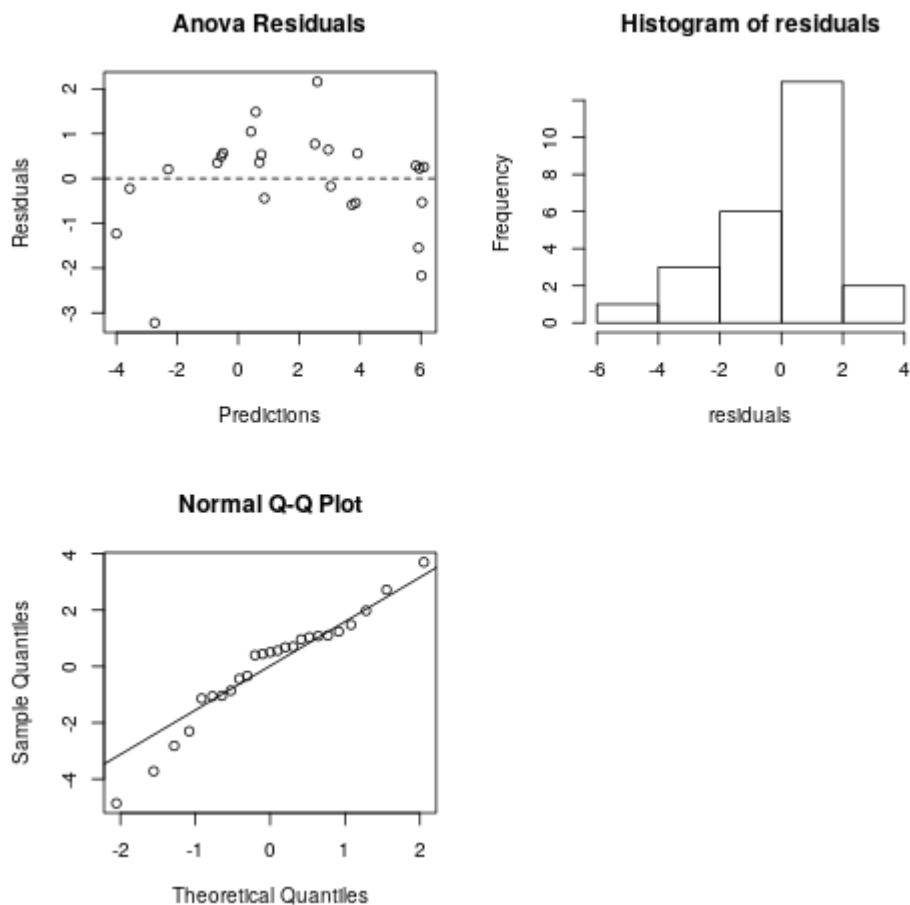 Anova Residuals
Residuals
2
1
0
-1
-2
-3
-4 -2 0 2 4 6
Predictions
Histogram of residuals
Frequency
10
8
6
4
2
0
-6 -4 -2 0 2 4
residuals
Normal Q-Q Plot
Sample Quantiles
4
2
0
-2
-4
-2 -1 0 1 2
Theoretical Quantiles